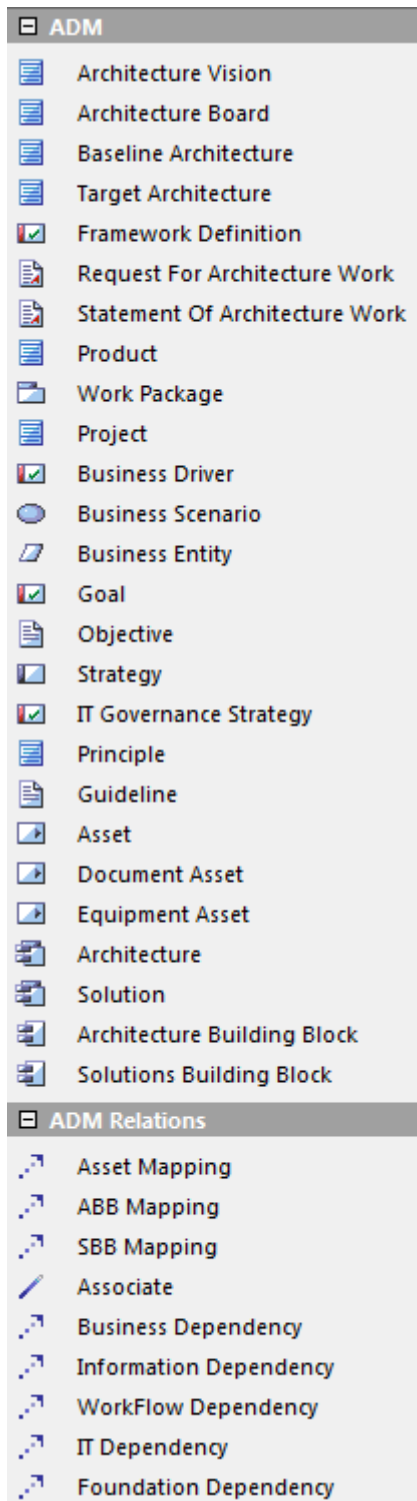 ADM
Architecture Vision
Architecture Board
Baseline Architecture
Target Architecture
Framework Definition
Request For Architecture Work
Statement Of Architecture Work
Product
Work Package
Project
Business Driver
Business Scenario
Business Entity
Goal
Objective
Strategy
IT Governance Strategy
Principle
Guideline
Asset
Document Asset
Equipment Asset
Architecture
Solution
Architecture Building Block
Solutions Building Block
ADM Relations
Asset Mapping
ABB Mapping
SBB Mapping
Associate
Business Dependency
Information Dependency
WorkFlow Dependency
IT Dependency
Foundation Dependency